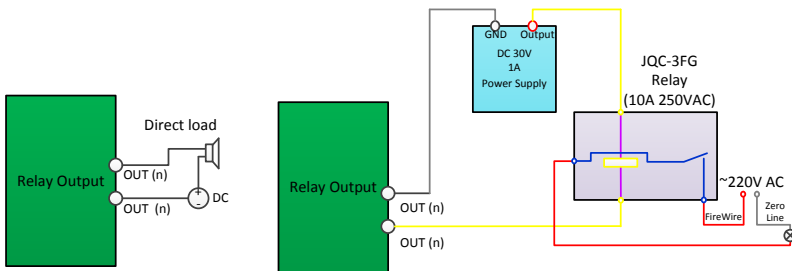 Relay Output
Direct load
OUT (n)
OUT (n)
+
-
DC
Relay Output
OUT (n)
OUT (n)
GND
Output
DC 30V
1A
Power Supply
JQC-3FG
Relay
(10A 250VAC)
~220V AC
FireWire
Zero
Line